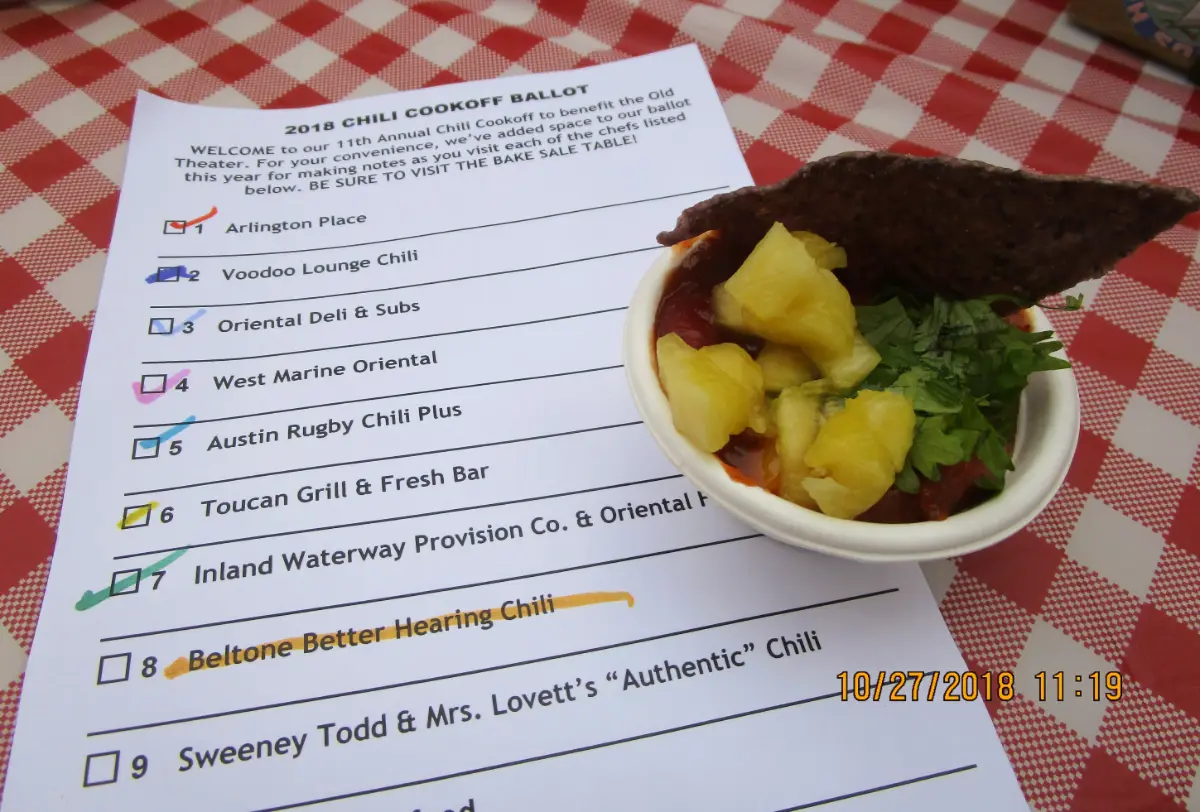 2018 CHILI COOKOFF BALLOT
WELCOME to our 11th Annual Chili Cookoff to benefit the Old
Theater. For your convenience, we've added space to our ballot
this year for making notes as you visit each of the chefs listed
below. BE SURE TO VISIT THE BAKE SALE TABLE!
1 Arlington Place
2 Voodoo Lounge Chili
3 Oriental Deli & Subs
4 West Marine Oriental
5 Austin Rugby Chili Plus
6 Toucan Grill & Fresh Bar
7 Inland Waterway Provision Co. & Oriental
8 Beltone Better Hearing Chili
9 Sweeney Todd & Mrs. Lovett's “Authentic” Chili
10/27/2018 11:19